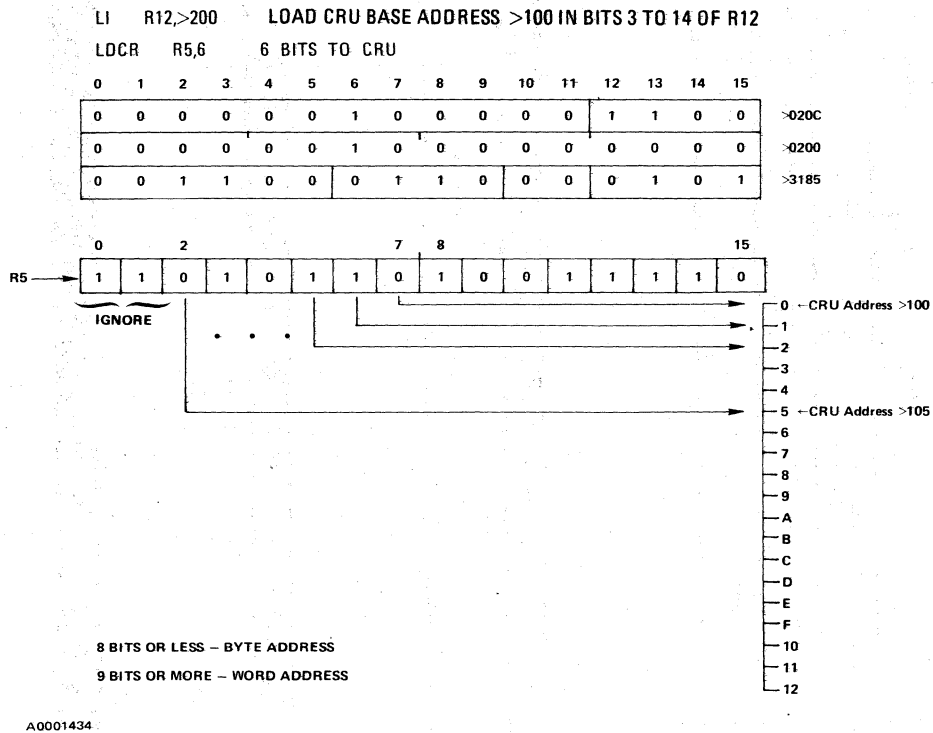 LI R12,>200 LOAD CRU BASE ADDRESS >100 IN BITS 3 TO 14 OF R12
LDCR R5,6 6 BITS TO CRU
0 1 2 3 4 5 6 7 8 9 10 11 12 13 14 15
0 0 0 0 0 0 1 0 0 0 0 0 1 1 0 0 >020C
0 0 0 0 0 0 1 0 0 0 0 0 0 0 0 0 >0200
0 0 1 1 0 0 0 1 1 0 0 0 0 1 0 1 >3185
0 2 7 8 15
R5 1 1 0 1 0 1 1 0 1 0 0 1 1 1 1 0
IGNORE
0 ←CRU Address >100
1
2
3
4
5 ←CRU Address >105
6
7
8
9
A
B
C
D
E
F
10
11
12
8 BITS OR LESS – BYTE ADDRESS
9 BITS OR MORE – WORD ADDRESS
A0001434